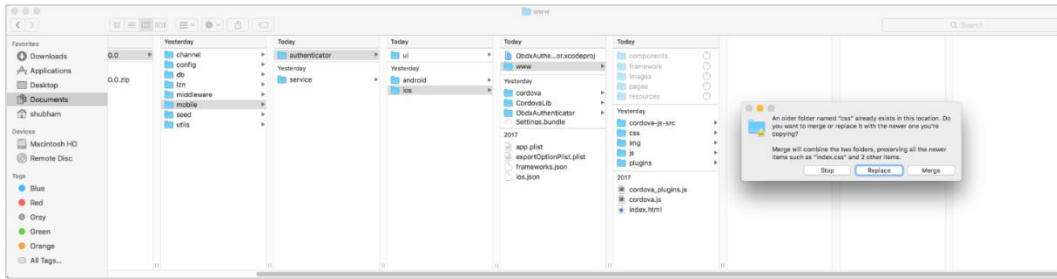 www
Search
Favorites
Downloads
Applications
Desktop
Documents
shubham
Devices
Macintosh HD
Remote Disc
Tags
Blue
Red
Gray
Green
Orange
All Tags...
0.0
0.0.zip
Yesterday
channel
config
db
lzn
middleware
mobile
seed
utils
Today
authenticator
Yesterday
service
Today
ui
Yesterday
android
ios
Today
ObdxAuthe...or.xcodeproj
www
Yesterday
cordova
CordovaLib
ObdxAuthenticator
Settings.bundle
2017
app.plist
exportOptionPlist.plist
frameworks.json
ios.json
Today
components
framework
images
pages
resources
Yesterday
cordova-js-src
css
img
js
plugins
2017
cordova_plugins.js
cordova.js
index.html
An older folder named "css" already exists in this location. Do
you want to merge or replace it with the newer one you're
copying?
Merge will combine the two folders, preserving all the newer
items such as "index.css" and 2 other items.
Stop
Replace
Merge